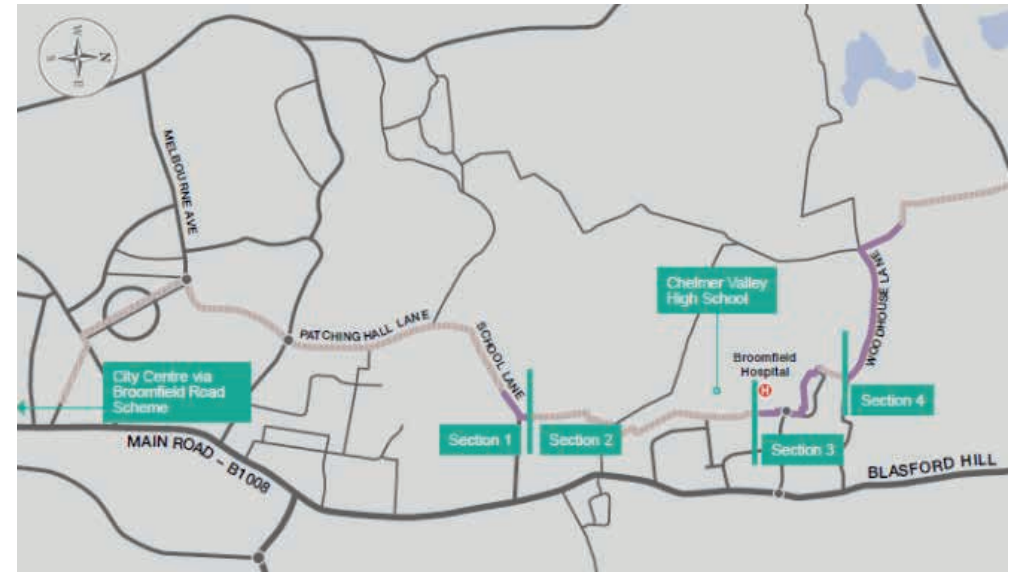 W
N
S
E
MELBOURNE AVE
PATCHING HALL LANE
SCHOOL LANE
Chelmer Valley
High School
WOODHOUSE LANE
Broomfield
Hospital
H
City Centre via
Broomfield Road
Scheme
Section 1
Section 2
Section 3
Section 4
MAIN ROAD - B1008
BLASFORD HILL